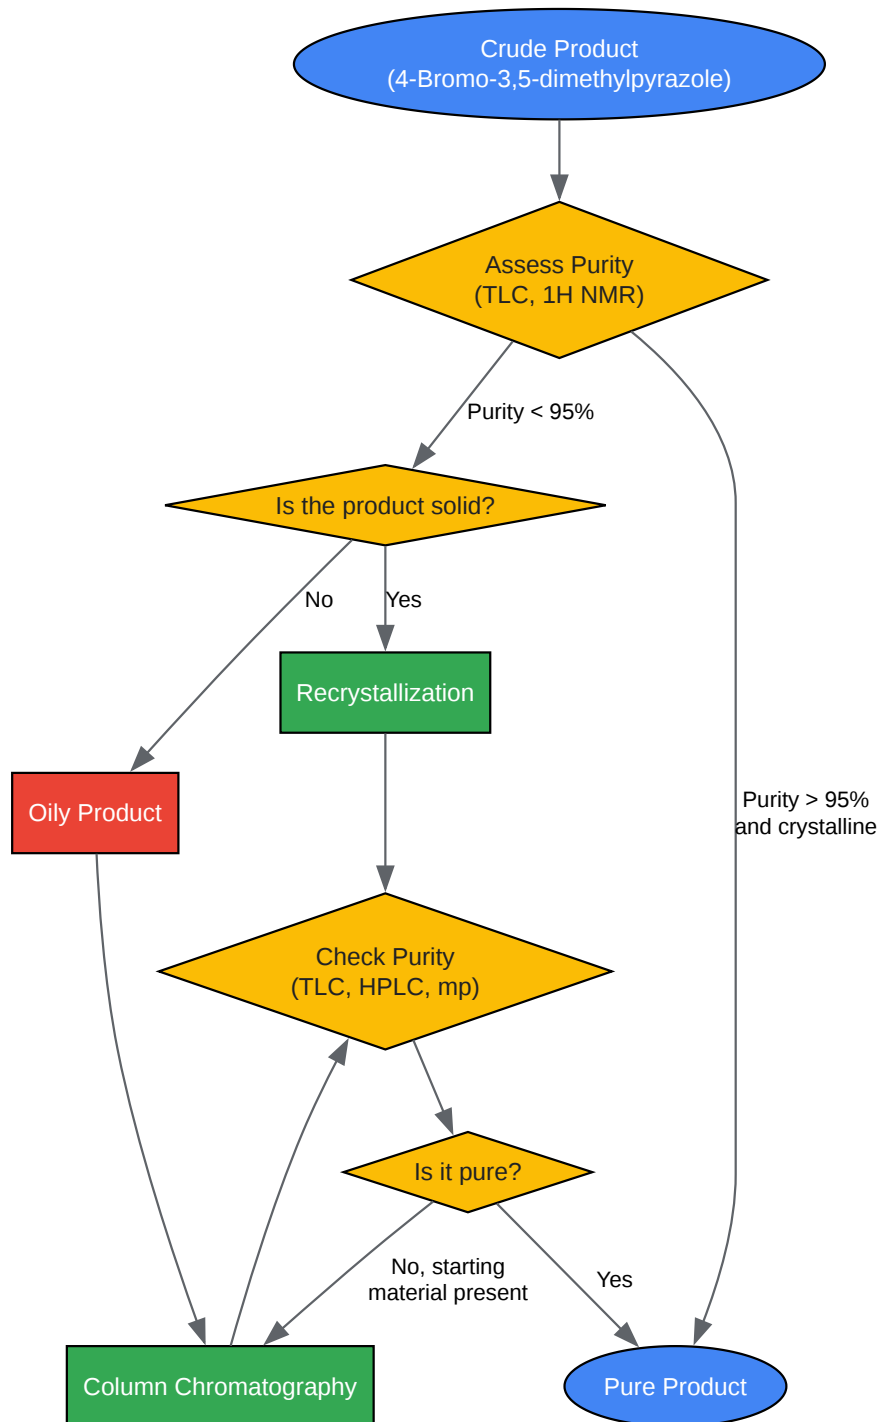 Crude Product
(4-Bromo-3,5-dimethylpyrazole)
Assess Purity
(TLC, 1H NMR)
Purity < 95%
Is the product solid?
No
Yes
Recrystallization
Oily Product
Purity > 95%
and crystalline
Check Purity
(TLC, HPLC, mp)
Is it pure?
No, starting
material present
Yes
Column Chromatography
Pure Product